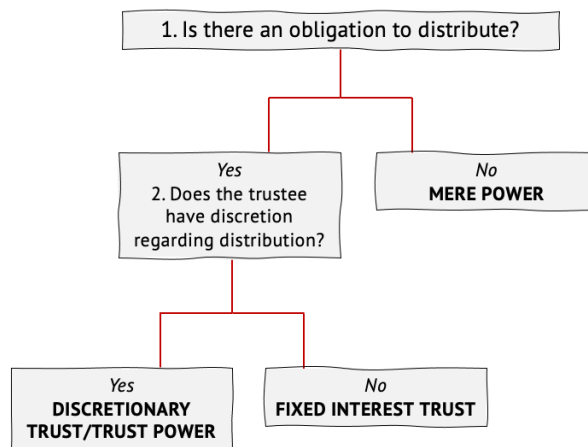 1. Is there an obligation to distribute?
Yes
2. Does the trustee
have discretion
regarding distribution?
No
MERE POWER
Yes
DISCRETIONARY
TRUST/TRUST POWER
No
FIXED INTEREST TRUST